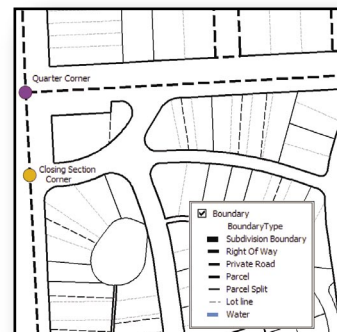 Quarter Corner
Closing Section
Corner
Boundary
BoundaryType
Subdivision Boundary
Right Of Way
Private Road
Parcel
Parcel Split
Lot line
Water